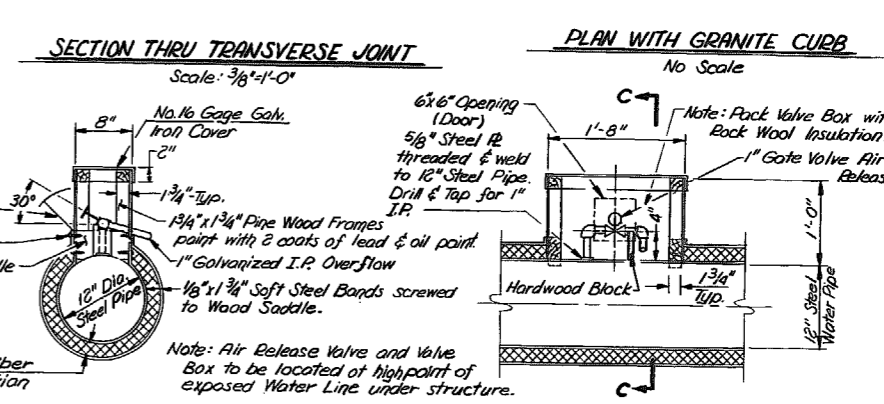 SECTION THRU TRANSVERSE JOINT
Scale: 3/8"=1'-0"
8"
No.16 Gage Galv.
Iron Cover
2"
30°
1 3/4"-Typ.
1 3/4"x1 3/4" Pine Wood Frames
paint with 2 coats of lead & oil paint.
1" Galvanized I.P. Overflow
12" Dia.
Steel Pipe
1/8"x1 3/4" Soft Steel Bands screwed
to Wood Saddle.
Note: Air Release Valve and Valve
Box to be located at highpoint of
exposed Water Line under structure.
PLAN WITH GRANITE CURB
No Scale
6"x6" Opening
(Door)
5/8" Steel PL
threaded & weld
to 12" Steel Pipe.
Drill & Tap for 1"
I.P.
C
1'-8"
Note: Pack Valve Box
Rock Wool Insulation
1" Gate Valve Air
4"
1'-0"
Hardwood Block
1 3/4"
Typ.
12" Steel
Water Pipe
C